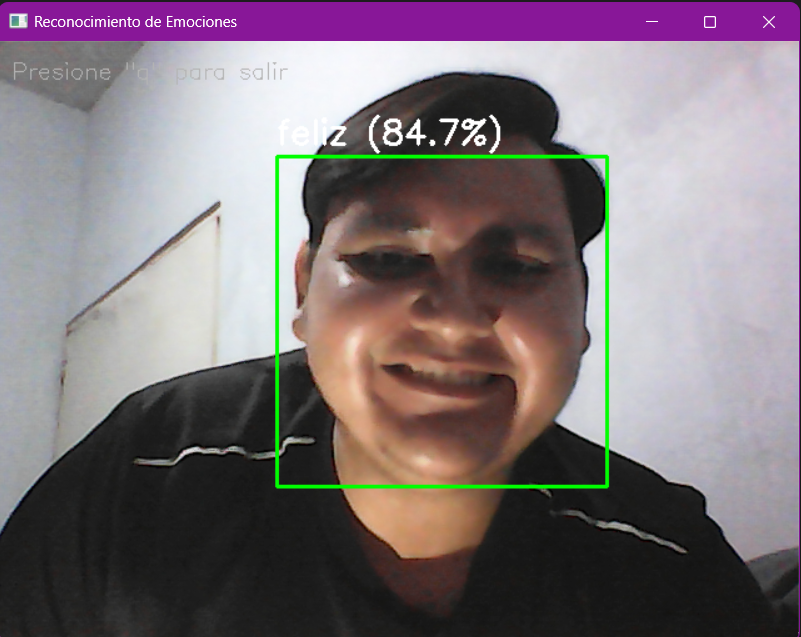 Reconocimiento de Emociones
Presione "q" para salir
feliz (84.7%)